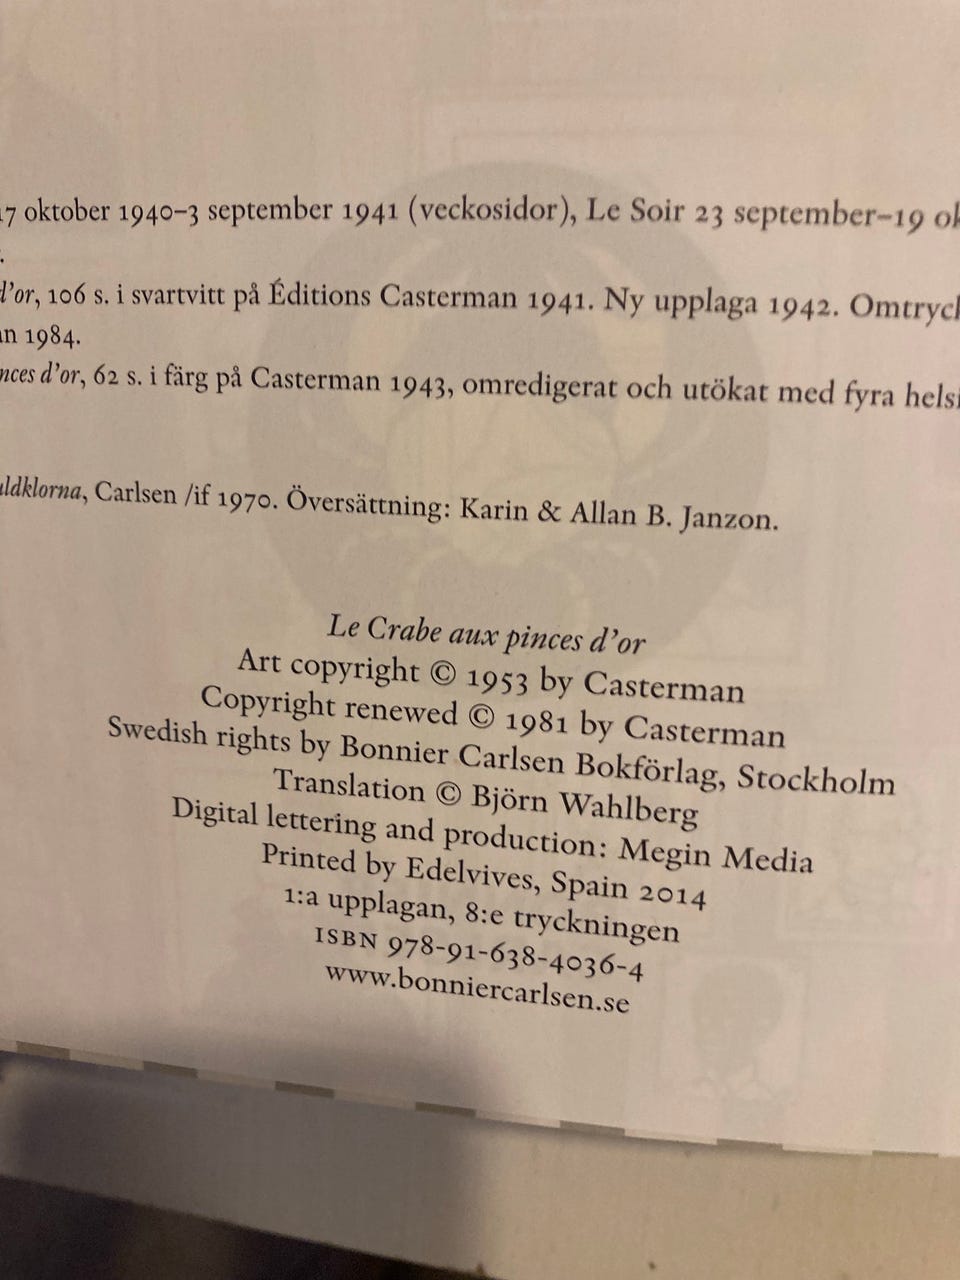 17 oktober 1940–3 september 1941 (veckosidor), Le Soir 23 september–19
d'or, 106 s. i svartvitt på Éditions Casterman 1941. Ny upplaga 1942.
1984.
d'or, 62 s. i färg på Casterman 1943, omredigerat och utökat med fyra
Carlsen /if 1970. Översättning: Karin & Allan B. Janzon.
Le Crabe aux pinces d'or
Art copyright © 1953 by Casterman
Copyright renewed © 1981 by Casterman
Swedish rights by Bonnier Carlsen Bokförlag, Stockholm
Translation © Björn Wahlberg
Digital lettering and production: Megin Media
Printed by Edelvives, Spain 2014
1:a upplagan, 8:e tryckningen
ISBN 978-91-638-4036-4
www.bonniercarlsen.se